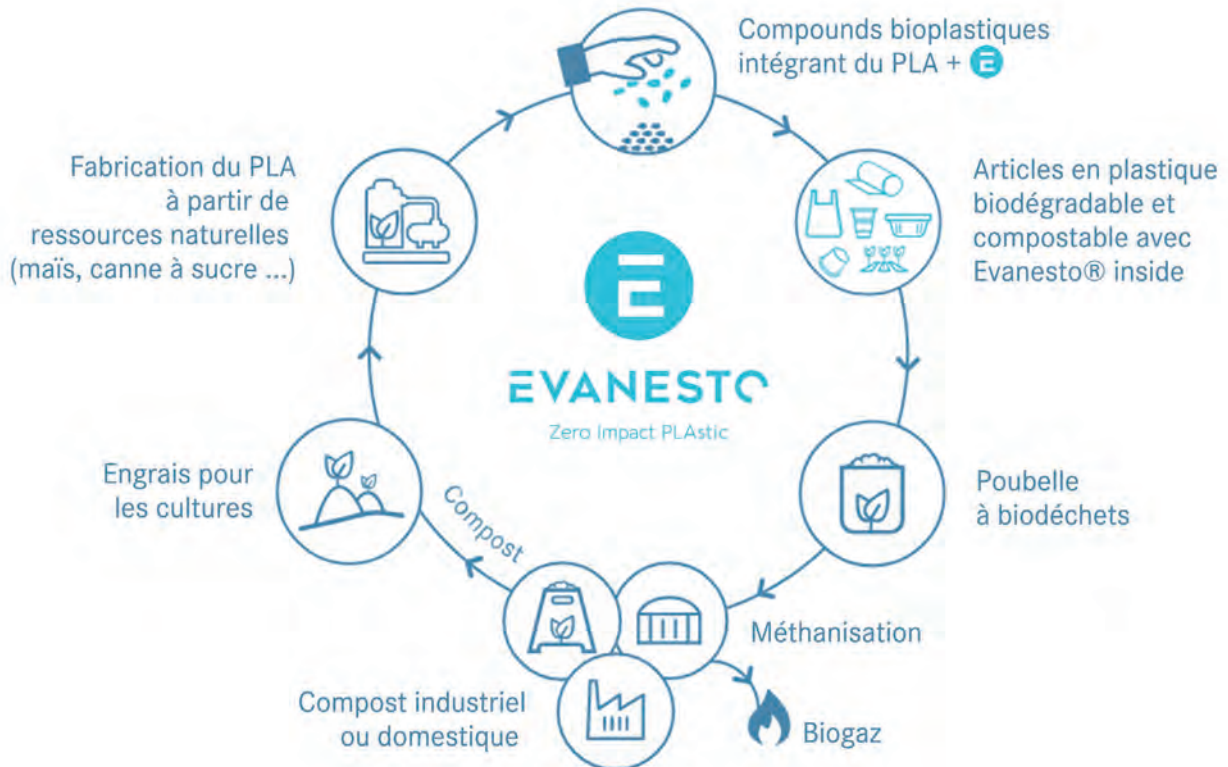 Compounds bioplastiques
intégrant du PLA + E
Articles en plastique
biodégradable et
compostable avec
Evanesto® inside
Poubelle
à biodéchets
Méthanisation
Biogaz
Compost industriel
ou domestique
Compost
Engrais pour
les cultures
Fabrication du PLA
à partir de
ressources naturelles
(maïs, canne à sucre ...)
E
EVANESTO
Zero Impact PLAstic